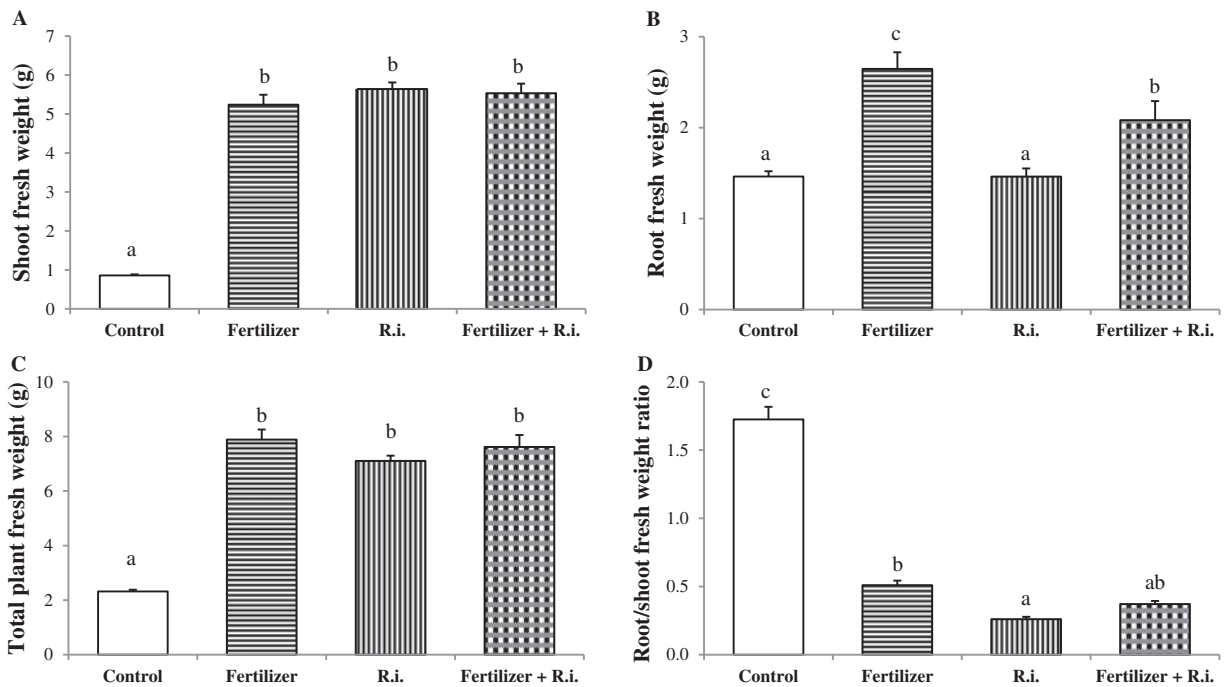 A
Shoot fresh weight (g)
7
6
5
4
3
2
1
0
a
b
b
b
Control
Fertilizer
R.i.
Fertilizer + R.i.
B
Root fresh weight (g)
3
2
1
0
a
c
a
b
Control
Fertilizer
R.i.
Fertilizer + R.i.
C
Total plant fresh weight (g)
10
8
6
4
2
0
a
b
b
b
Control
Fertilizer
R.i.
Fertilizer + R.i.
D
Root/shoot fresh weight ratio
2.0
1.5
1.0
0.5
0.0
c
b
a
ab
Control
Fertilizer
R.i.
Fertilizer + R.i.